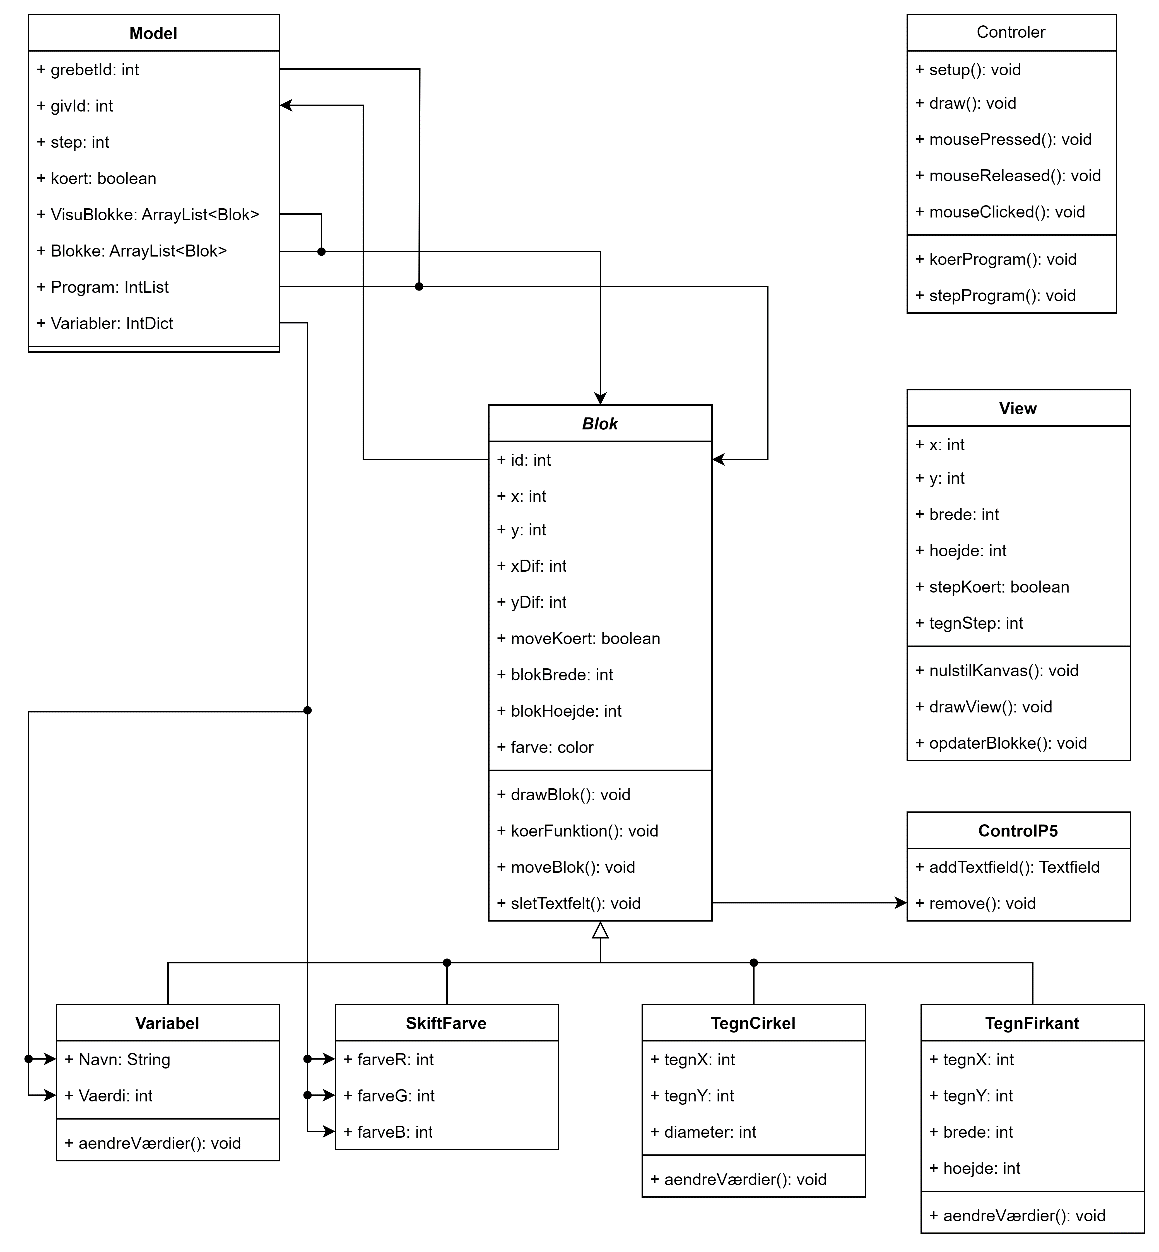 Model
+ grebetId: int
+ givId: int
+ step: int
+ koert: boolean
+ VisuBlokke: ArrayList<Blok>
+ Blokke: ArrayList<Blok>
+ Program: IntList
+ Variabler: IntDict
Controler
+ setup(): void
+ draw(): void
+ mousePressed(): void
+ mouseReleased(): void
+ mouseClicked(): void
+ koerProgram(): void
+ stepProgram(): void
Blok
+ id: int
+ x: int
+ y: int
+ xDif: int
+ yDif: int
+ moveKoert: boolean
+ blokBrede: int
+ blokHoejde: int
+ farve: color
+ drawBlok(): void
+ koerFunktion(): void
+ moveBlok(): void
+ sletTextfelt(): void
View
+ x: int
+ y: int
+ brede: int
+ hoejde: int
+ stepKoert: boolean
+ tegnStep: int
+ nulstilKanvas(): void
+ drawView(): void
+ opdaterBlokke(): void
ControlP5
+ addTextfield(): Textfield
+ remove(): void
Variabel
+ Navn: String
+ Vaerdi: int
+ aendreVærdier(): void
SkiftFarve
+ farveR: int
+ farveG: int
+ farveB: int
TegnCirkel
+ tegnX: int
+ tegnY: int
+ diameter: int
+ aendreVærdier(): void
TegnFirkant
+ tegnX: int
+ tegnY: int
+ brede: int
+ hoejde: int
+ aendreVærdier(): void